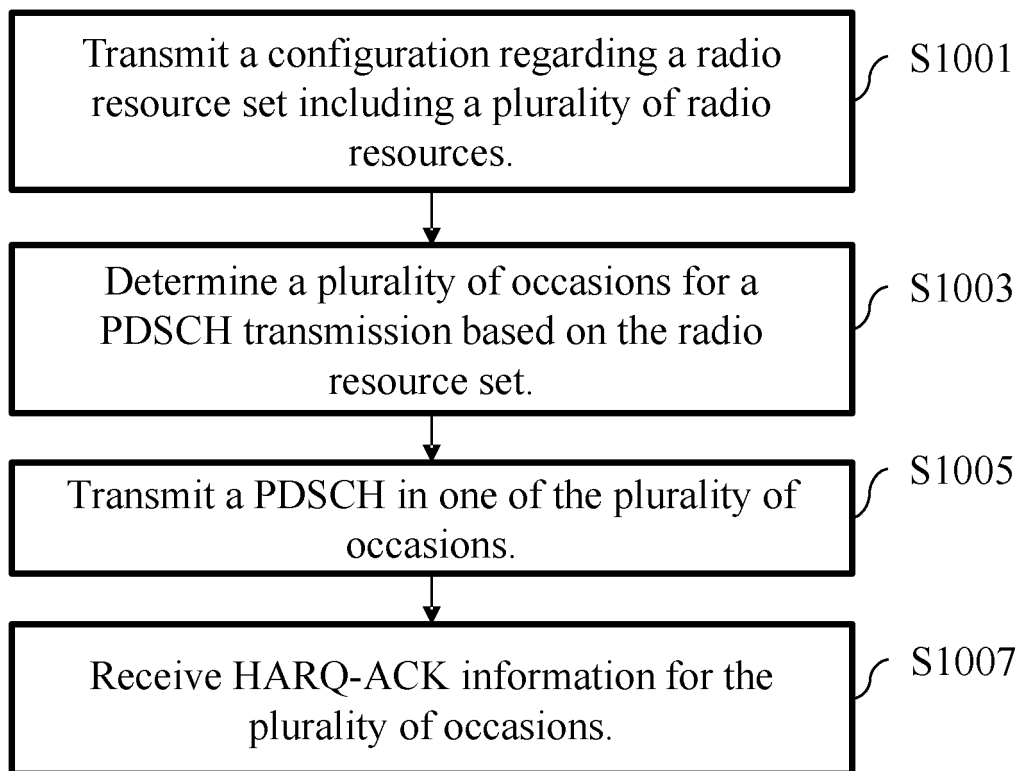 Transmit a configuration regarding a radio
resource set including a plurality of radio
resources.
S1001
Determine a plurality of occasions for a
PDSCH transmission based on the radio
resource set.
S1003
Transmit a PDSCH in one of the plurality of
occasions.
S1005
Receive HARQ-ACK information for the
plurality of occasions.
S1007